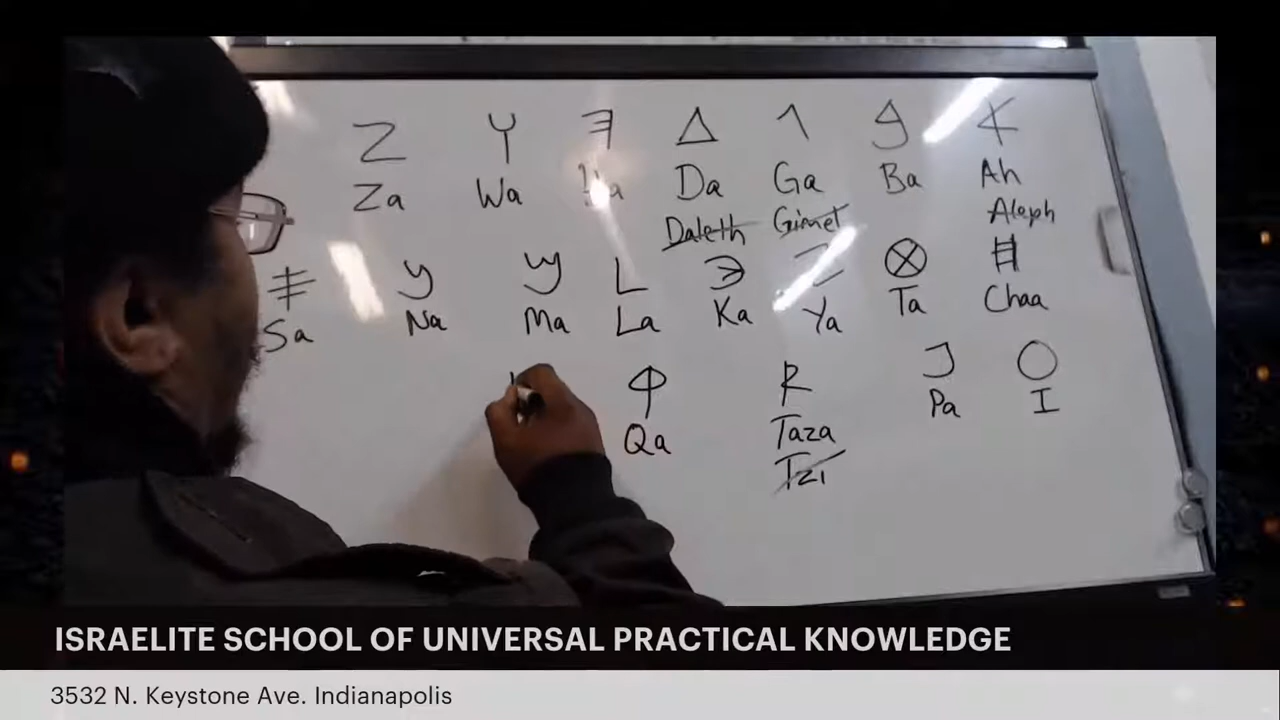 Z Y ∃ Δ ᄉ 9 ∢
Za Wa Da Ga Ba Ah
Daleth Gimel Aleph
Sa Na Ma La Ka Ya Ta Chaa
Qa Taza Pa I
Tzi
ISRAELITE SCHOOL OF UNIVERSAL PRACTICAL KNOWLEDGE
3532 N. Keystone Ave. Indianapolis